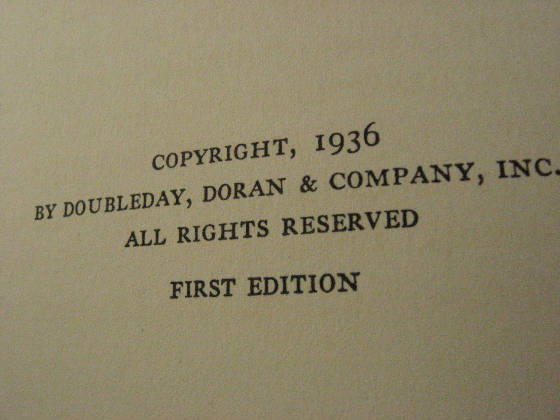 COPYRIGHT, 1936
BY DOUBLEDAY, DORAN & COMPANY, INC.
ALL RIGHTS RESERVED
FIRST EDITION